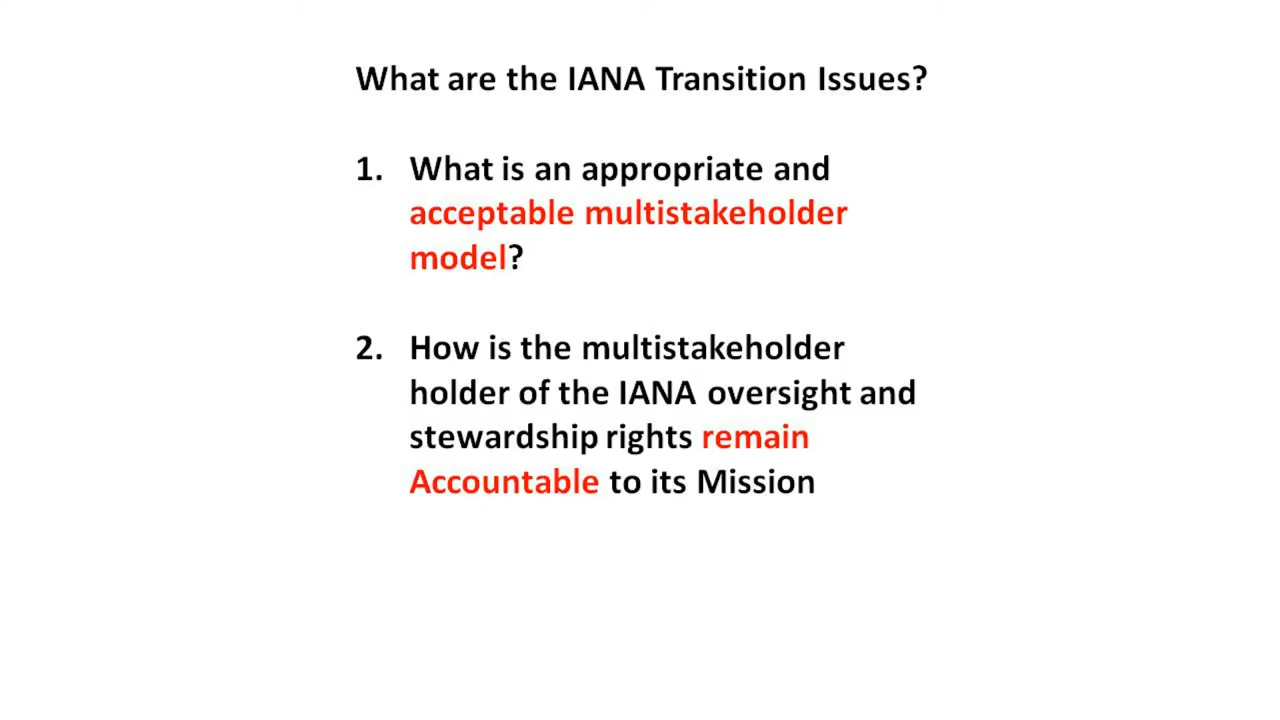 What are the IANA Transition Issues?
1. What is an appropriate and
acceptable multistakeholder
model?
2. How is the multistakeholder
holder of the IANA oversight and
stewardship rights remain
Accountable to its Mission